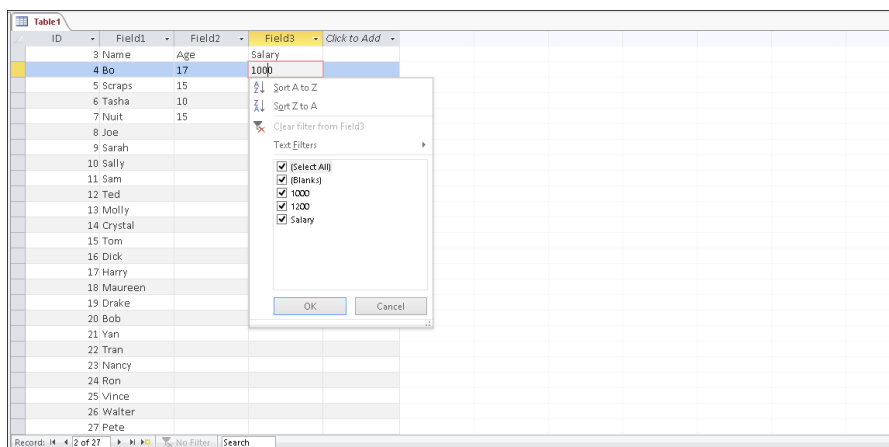 Table1
ID Field1 Field2 Field3 Click to Add
3 Name Age Salary
4 Bo 17 1000
5 Scraps 15
6 Tasha 10
7 Nuit 15
8 Joe
9 Sarah
10 Sally
11 Sam
12 Ted
13 Molly
14 Crystal
15 Tom
16 Dick
17 Harry
18 Maureen
19 Drake
20 Bob
21 Yan
22 Tran
23 Nancy
24 Ron
25 Vince
26 Walter
27 Pete
Sort A to Z
Sort Z to A
Clear filter from Field3
Text Filters
(Select All)
(Blanks)
1000
1200
Salary
OK Cancel
Record: 2 of 27 No Filter Search